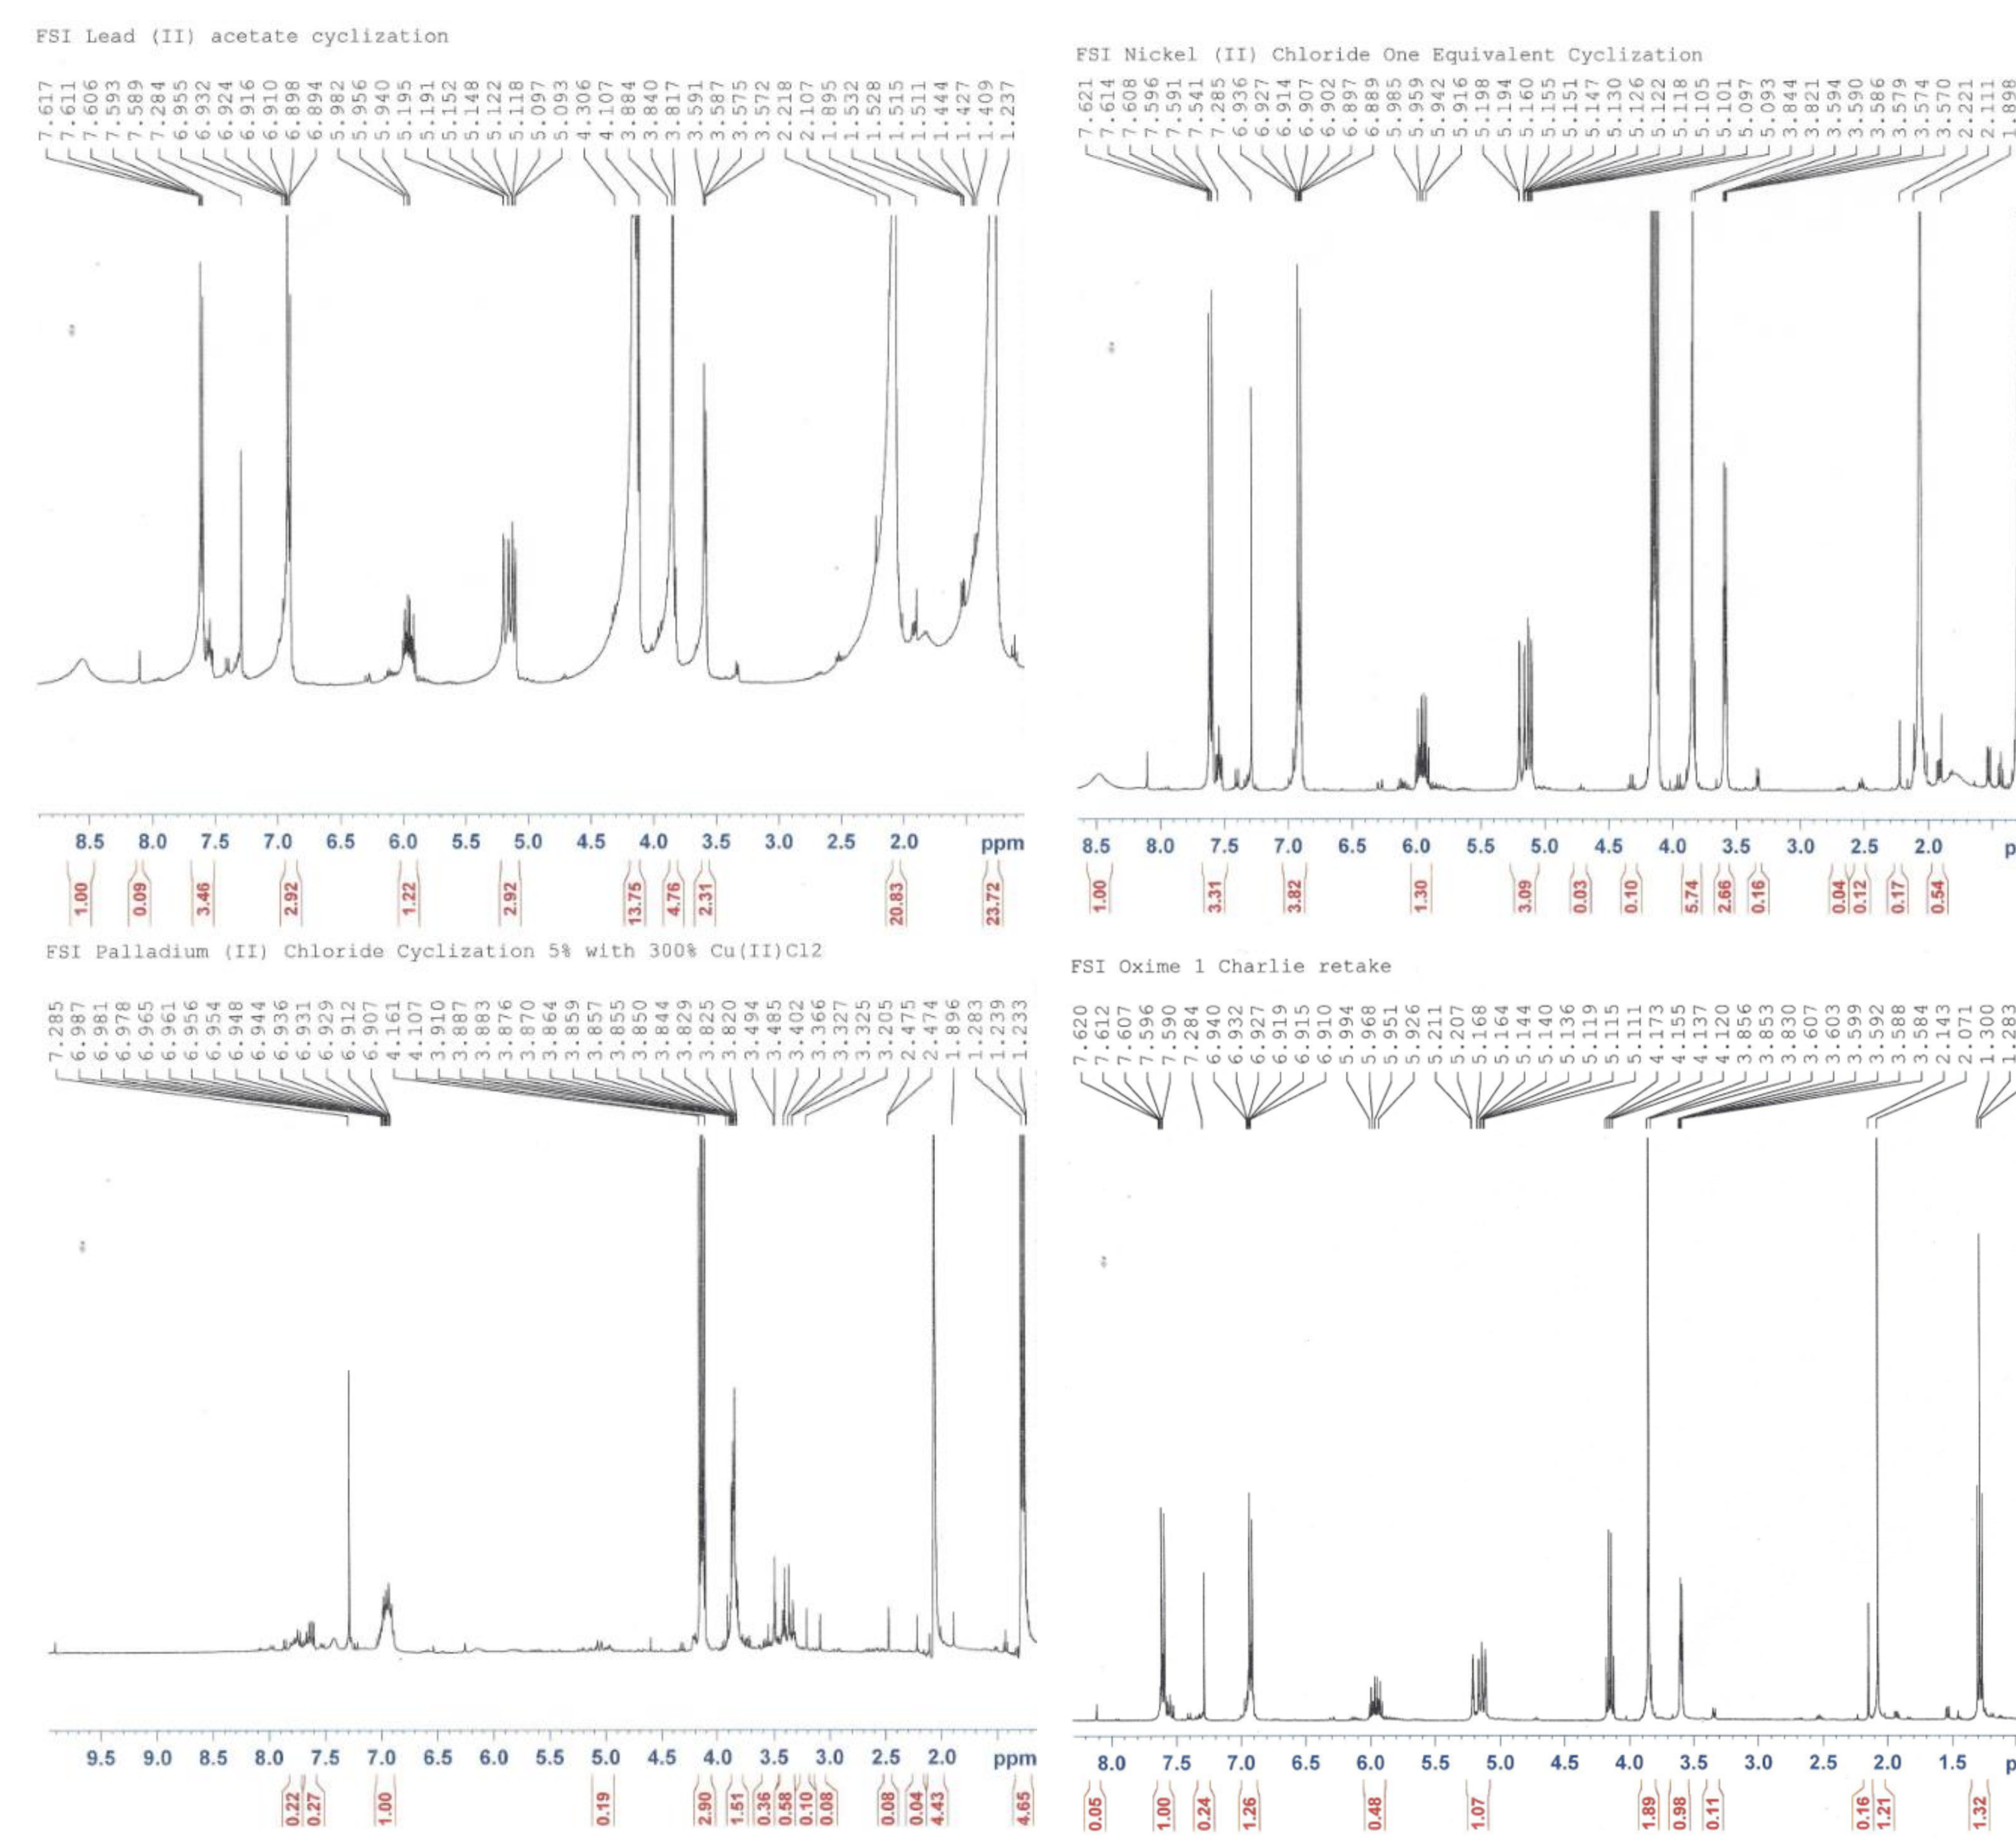 FSI Lead (II) acetate cyclization
7.617 7.611 7.606 7.593 7.589 7.284 6.955 6.932 6.924 6.916 6.910 6.898 6.894 5.982 5.956 5.940 5.195 5.191 5.152 5.148 5.122 5.118 5.097 5.093 4.306 4.107 3.884 3.840 3.817 3.591 3.587 3.575 3.572 2.218 2.107 1.895 1.532 1.528 1.515 1.511 1.444 1.427 1.409 1.237
8.5 8.0 7.5 7.0 6.5 6.0 5.5 5.0 4.5 4.0 3.5 3.0 2.5 2.0 ppm
1.00 0.09 3.46 2.92 1.22 2.92 13.75 4.76 2.31 20.83 23.72
FSI Nickel (II) Chloride One Equivalent Cyclization
7.621 7.614 7.608 7.596 7.591 7.541 7.285 6.936 6.927 6.914 6.907 6.902 6.897 6.889 5.985 5.959 5.942 5.916 5.198 5.194 5.160 5.155 5.151 5.147 5.130 5.126 5.122 5.118 5.105 5.101 5.097 5.093 3.844 3.821 3.594 3.590 3.586 3.579 3.574 3.570 2.221 2.111 1.898
8.5 8.0 7.5 7.0 6.5 6.0 5.5 5.0 4.5 4.0 3.5 3.0 2.5 2.0 p
1.00 3.31 3.82 1.30 3.09 0.03 0.10 5.74 2.66 0.16 0.04 0.12 0.17 0.54
FSI Palladium (II) Chloride Cyclization 5% with 300% Cu(II)Cl2
7.285 6.987 6.981 6.978 6.965 6.961 6.956 6.954 6.948 6.944 6.936 6.931 6.929 6.912 6.907 4.161 4.107 3.910 3.887 3.883 3.876 3.870 3.864 3.859 3.857 3.855 3.850 3.844 3.829 3.825 3.820 3.494 3.485 3.402 3.366 3.327 3.325 3.205 2.475 2.474 1.896 1.283 1.239 1.233
9.5 9.0 8.5 8.0 7.5 7.0 6.5 6.0 5.5 5.0 4.5 4.0 3.5 3.0 2.5 2.0 ppm
0.22 0.27 1.00 0.19 2.90 1.51 0.36 0.58 0.10 0.08 0.08 0.04 4.43 4.65
FSI Oxime 1 Charlie retake
7.620 7.612 7.607 7.596 7.590 7.284 6.940 6.932 6.927 6.919 6.915 6.910 5.994 5.968 5.951 5.926 5.211 5.207 5.168 5.164 5.144 5.140 5.136 5.119 5.115 5.111 4.173 4.155 4.137 4.120 3.856 3.853 3.830 3.607 3.603 3.599 3.592 3.588 3.584 2.143 2.071 1.300 1.283
8.0 7.5 7.0 6.5 6.0 5.5 5.0 4.5 4.0 3.5 3.0 2.5 2.0 1.5 p
0.05 1.00 0.24 1.26 0.48 1.07 1.89 0.98 0.11 0.16 1.21 1.32